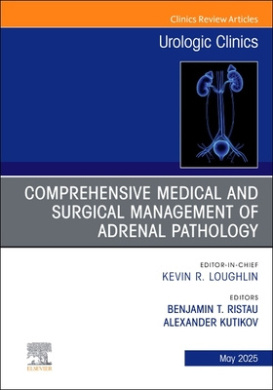 Clinics Review Articles
Urologic Clinics
COMPREHENSIVE MEDICAL AND
SURGICAL MANAGEMENT OF
ADRENAL PATHOLOGY
EDITOR-IN-CHIEF
KEVIN R. LOUGHLIN
EDITORS
BENJAMIN T. RISTAU
ALEXANDER KUTIKOV
ELSEVIER
May 2025